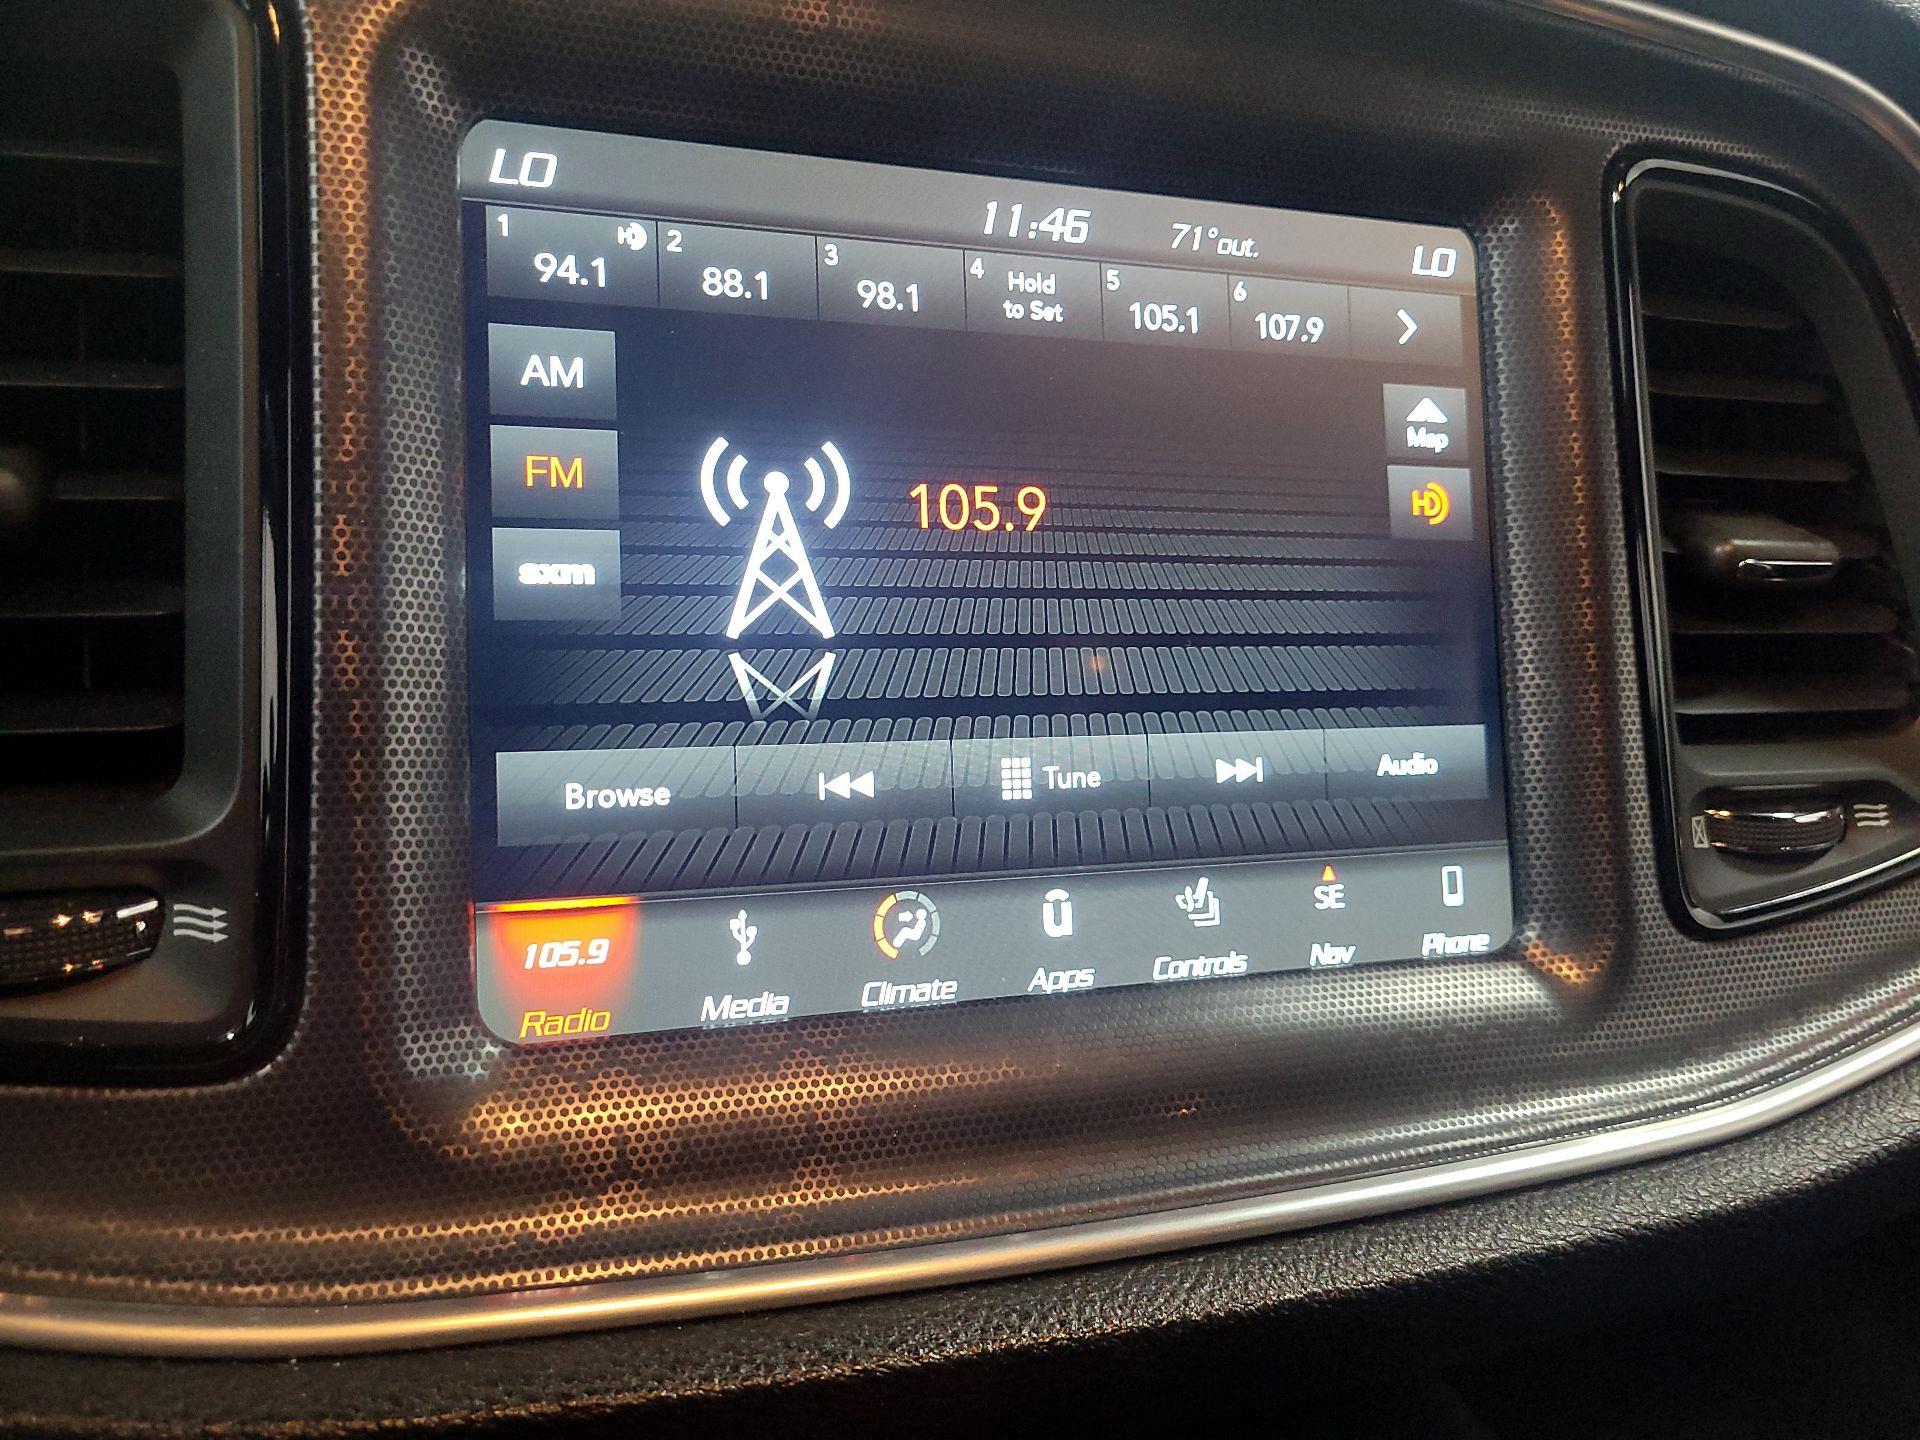 LO
11:46
71°out.
LO
1
94.1
HD
2
88.1
3
98.1
4
Hold
to Set
5
105.1
6
107.9
AM
FM
sxm
105.9
Map
HD
Browse
Tune
Audio
105.9
Radio
Media
Climate
Apps
u
Controls
SE
Nav
Phone